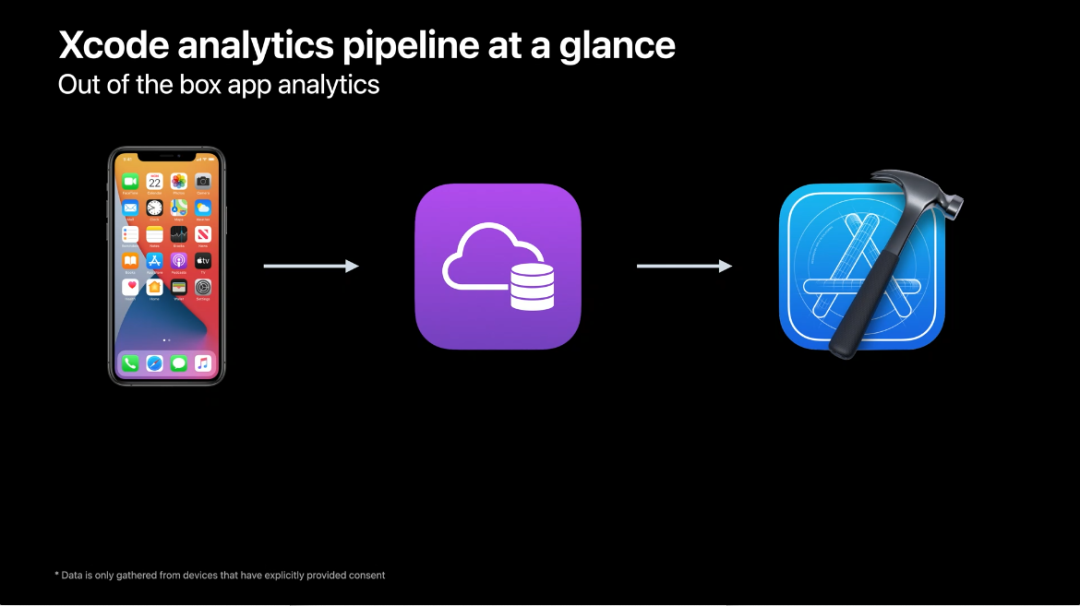 Xcode analytics pipeline at a glance
Out of the box app analytics
22
* Data is only gathered from devices that have explicitly provided consent